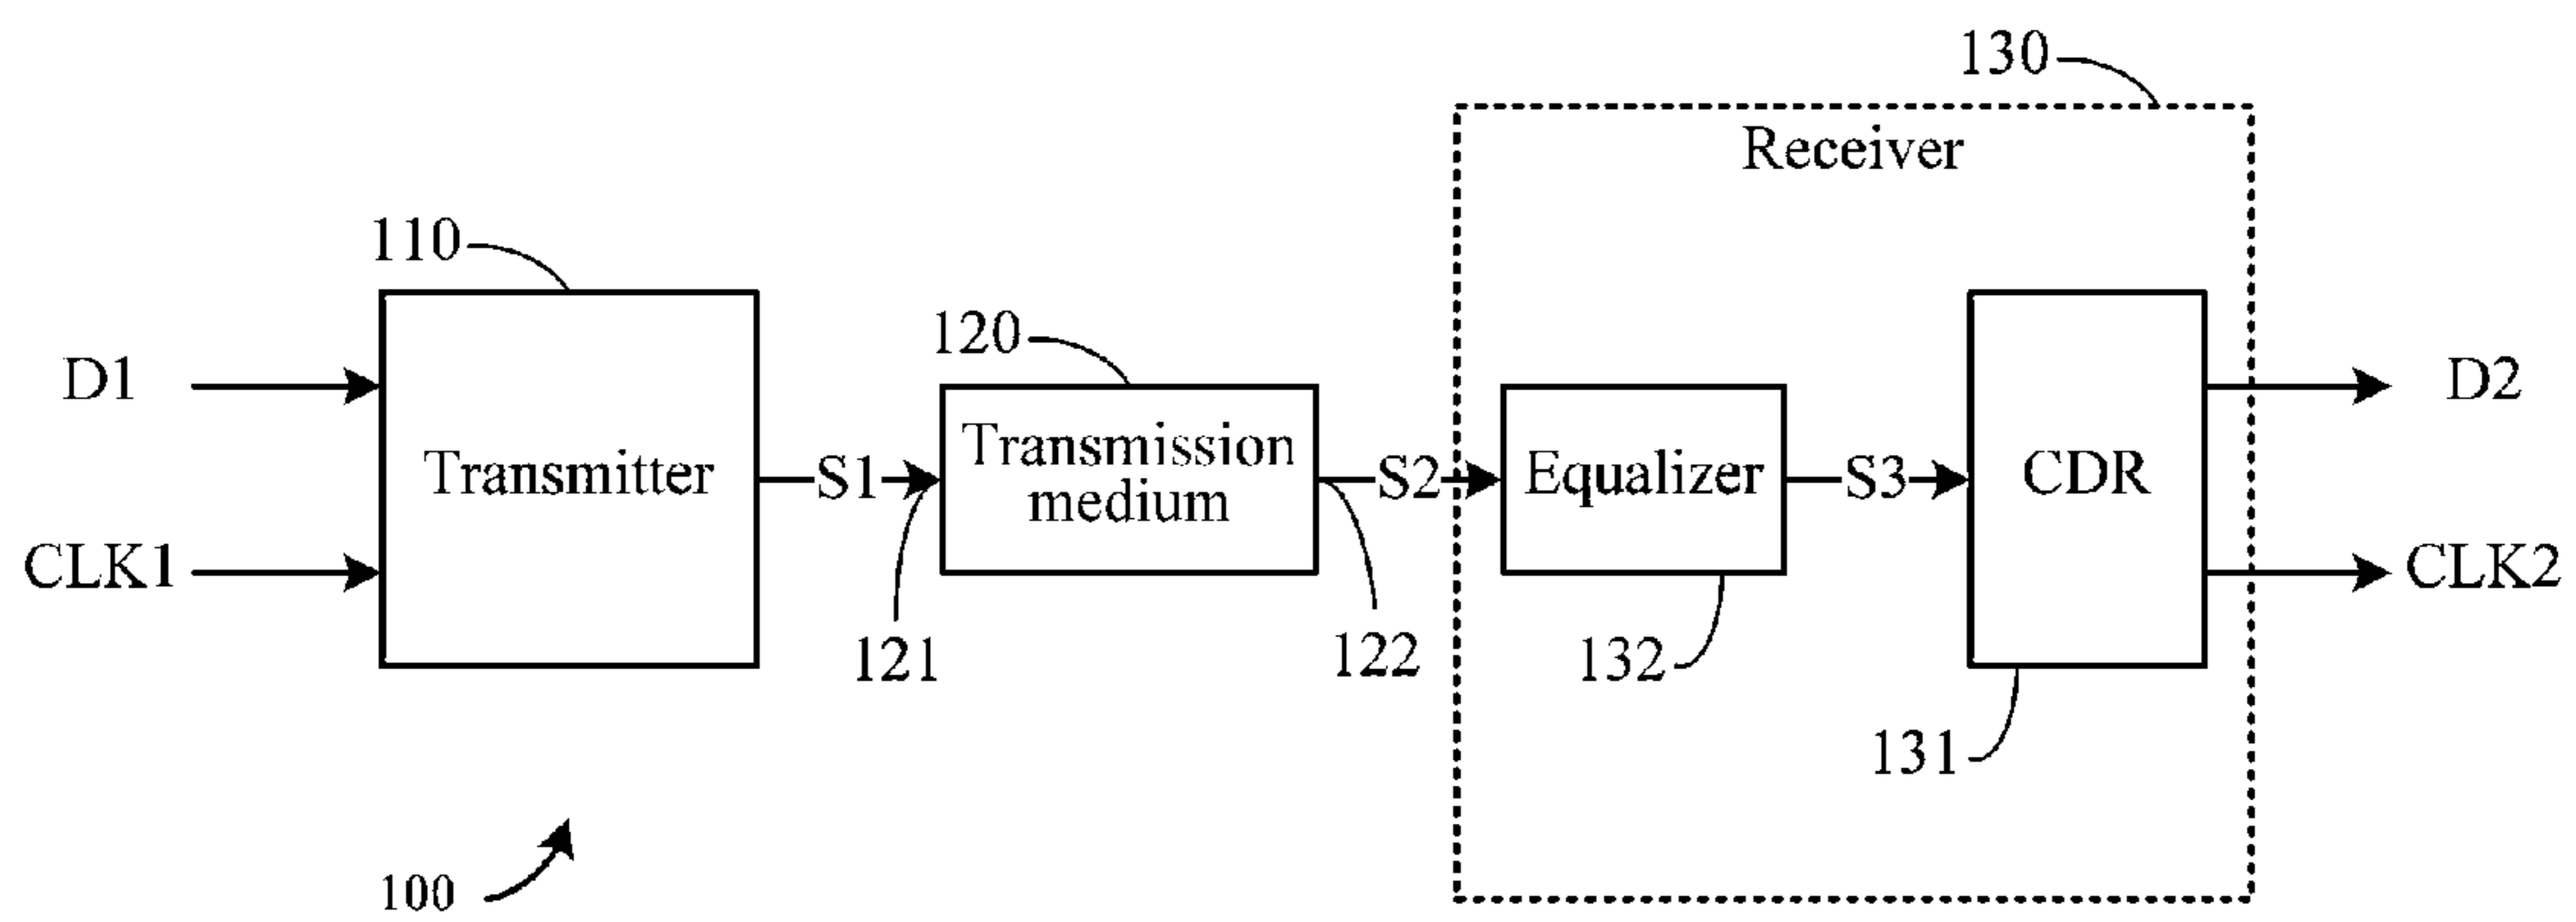 130
Receiver
110
120
D1
D2
Transmitter
S1
Transmission
medium
S2
Equalizer
S3
CDR
CLK1
CLK2
121
122
132
131
100